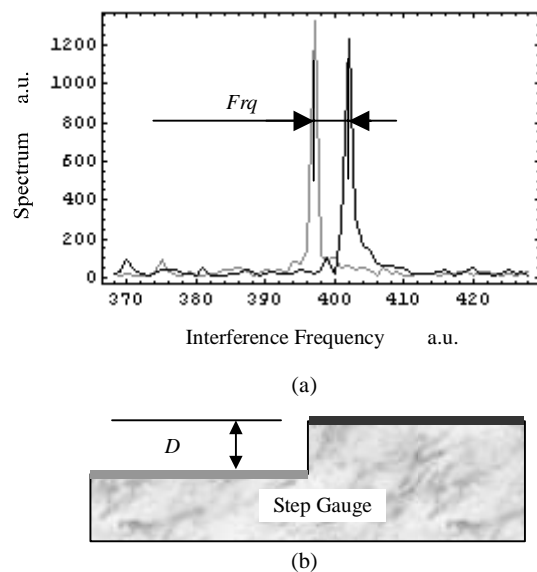 1200
1000
800
600
400
200
0
Spectrum a.u.
Frq
370 380 390 400 410 420
Interference Frequency a.u.
(a)
D
Step Gauge
(b)